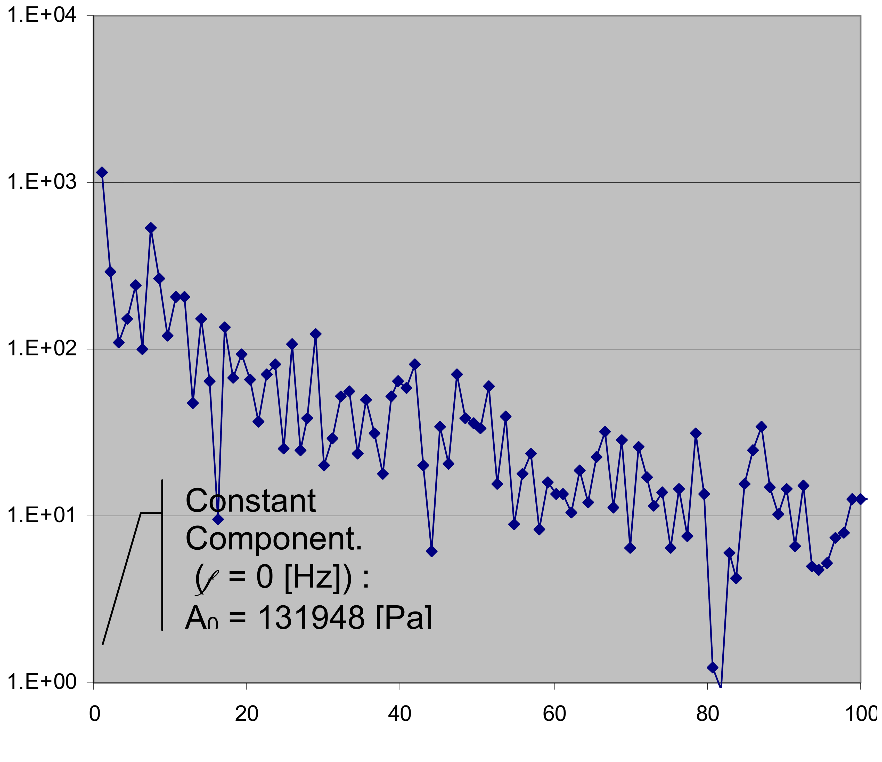 1.E+04
1.E+03
1.E+02
1.E+01
1.E+00
Constant
Component.
(𝒻 = 0 [Hz]) :
A₀ = 131948 [Pa]
0 20 40 60 80 100